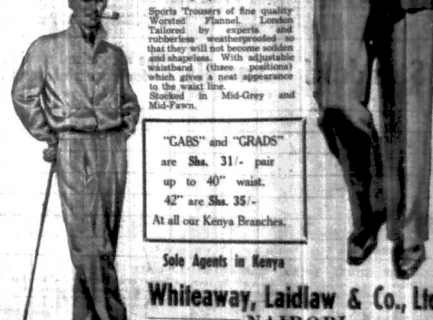 Sports Trousers of fine quality
Worsted Flannel. London
Tailored by experts and
rubberless weatherproofed so
that they will not become sodden
and shapeless. With adjustable
waistband (three positions)
which gives a neat appearance
to the waist line.
Stocked in Mid-Grey and
Mid-Fawn.
"GABS" and "GRADS"
are Shs. 31/- pair
up to 40" waist.
42" are Shs. 35/-
At all our Kenya Branches.
Sole Agents in Kenya
Whiteaway, Laidlaw & Co., Ltd
NAIROBI